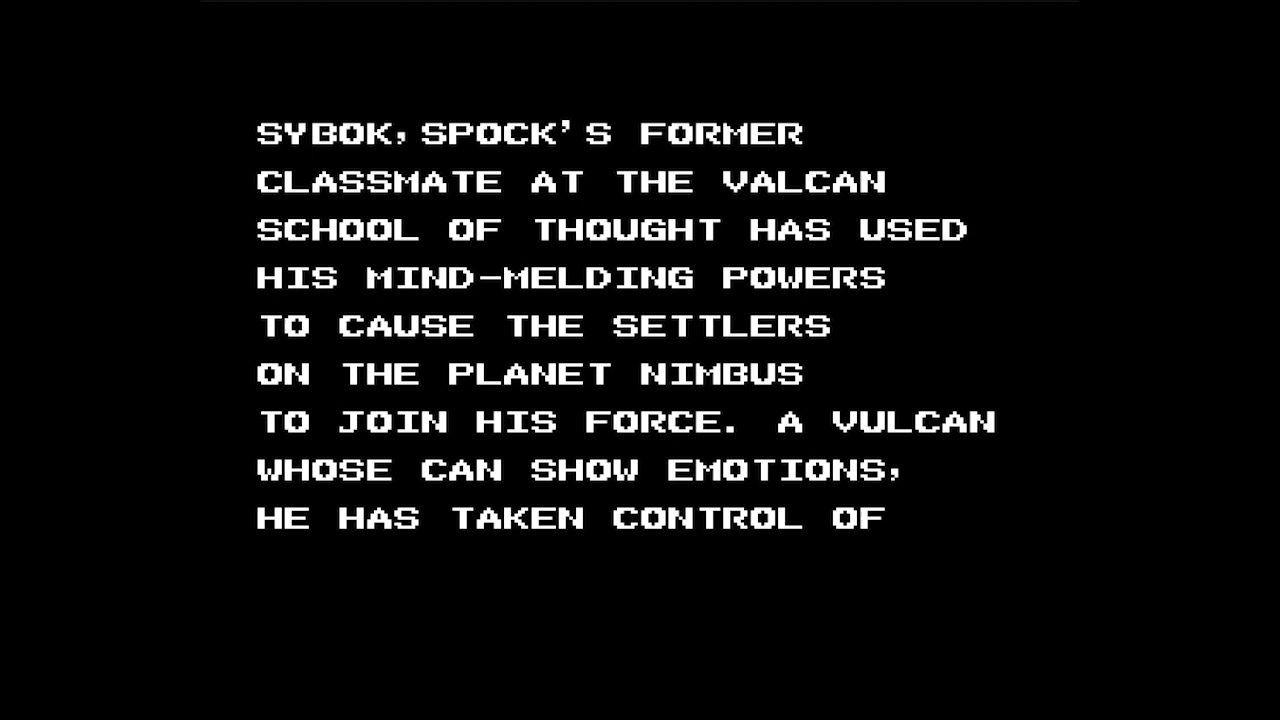 SYBOK, SPOCK'S FORMER
CLASSMATE AT THE VALCAN
SCHOOL OF THOUGHT HAS USED
HIS MIND-MELDING POWERS
TO CAUSE THE SETTLERS
ON THE PLANET NIMBUS
TO JOIN HIS FORCE. A VULCAN
WHOSE CAN SHOW EMOTIONS,
HE HAS TAKEN CONTROL OF